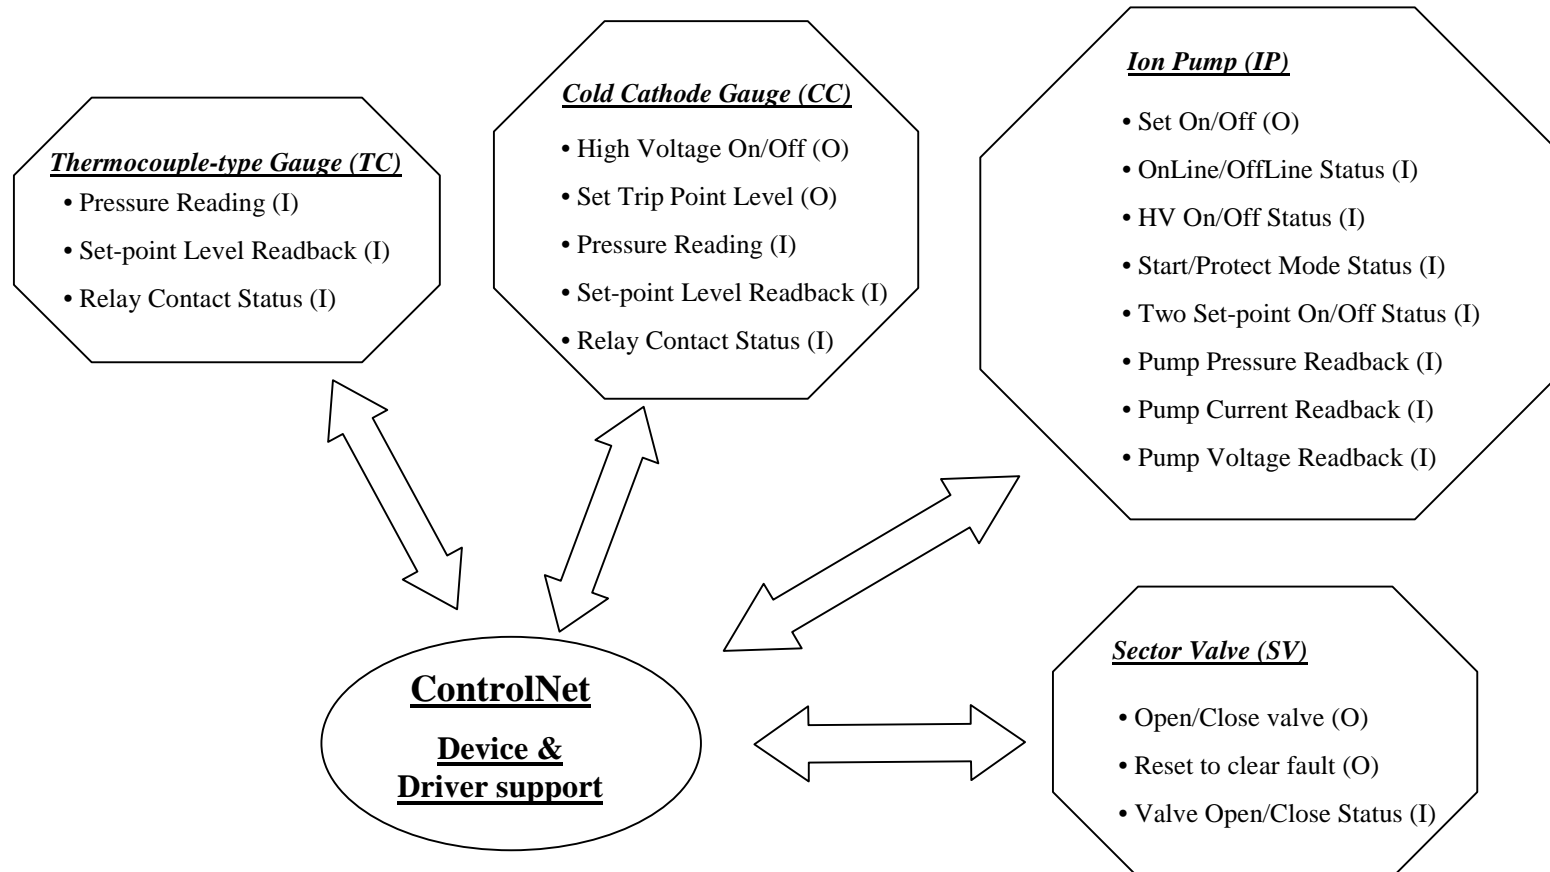 Thermocouple-type Gauge (TC)
• Pressure Reading (I)
• Set-point Level Readback (I)
• Relay Contact Status (I)
Cold Cathode Gauge (CC)
• High Voltage On/Off (O)
• Set Trip Point Level (O)
• Pressure Reading (I)
• Set-point Level Readback (I)
• Relay Contact Status (I)
Ion Pump (IP)
• Set On/Off (O)
• OnLine/OffLine Status (I)
• HV On/Off Status (I)
• Start/Protect Mode Status (I)
• Two Set-point On/Off Status (I)
• Pump Pressure Readback (I)
• Pump Current Readback (I)
• Pump Voltage Readback (I)
ControlNet
Device &
Driver support
Sector Valve (SV)
• Open/Close valve (O)
• Reset to clear fault (O)
• Valve Open/Close Status (I)